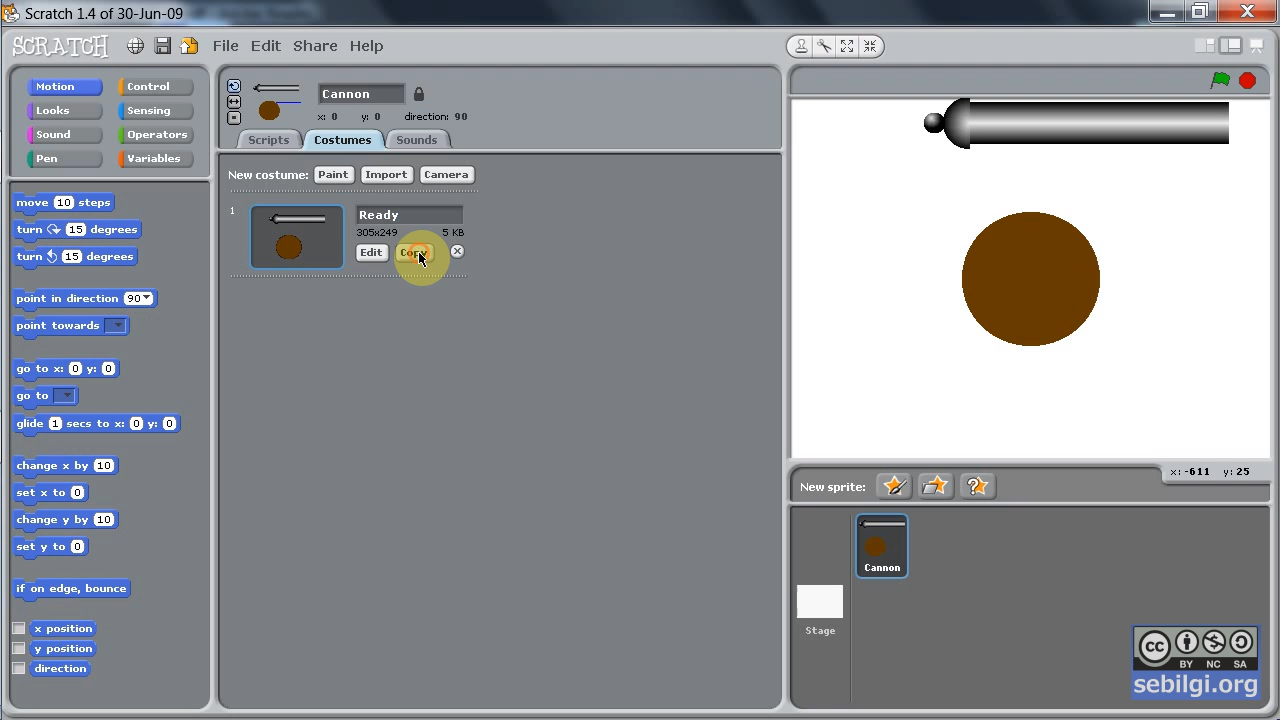 Scratch 1.4 of 30-Jun-09
SCRATCH File Edit Share Help
Motion Control
Looks Sensing
Sound Operators
Pen Variables
move 10 steps
turn 15 degrees
turn 15 degrees
point in direction 90
point towards
go to x: 0 y: 0
go to
glide 1 secs to x: 0 y: 0
change x by 10
set x to 0
change y by 10
set y to 0
if on edge, bounce
x position
y position
direction
Cannon
x: 0 y: 0 direction: 90
Scripts Costumes Sounds
New costume: Paint Import Camera
1 Ready
305x249 5 KB
Edit Copy
x: -611 y: 25
New sprite:
Cannon
Stage
cc BY NC SA
sebilgi.org